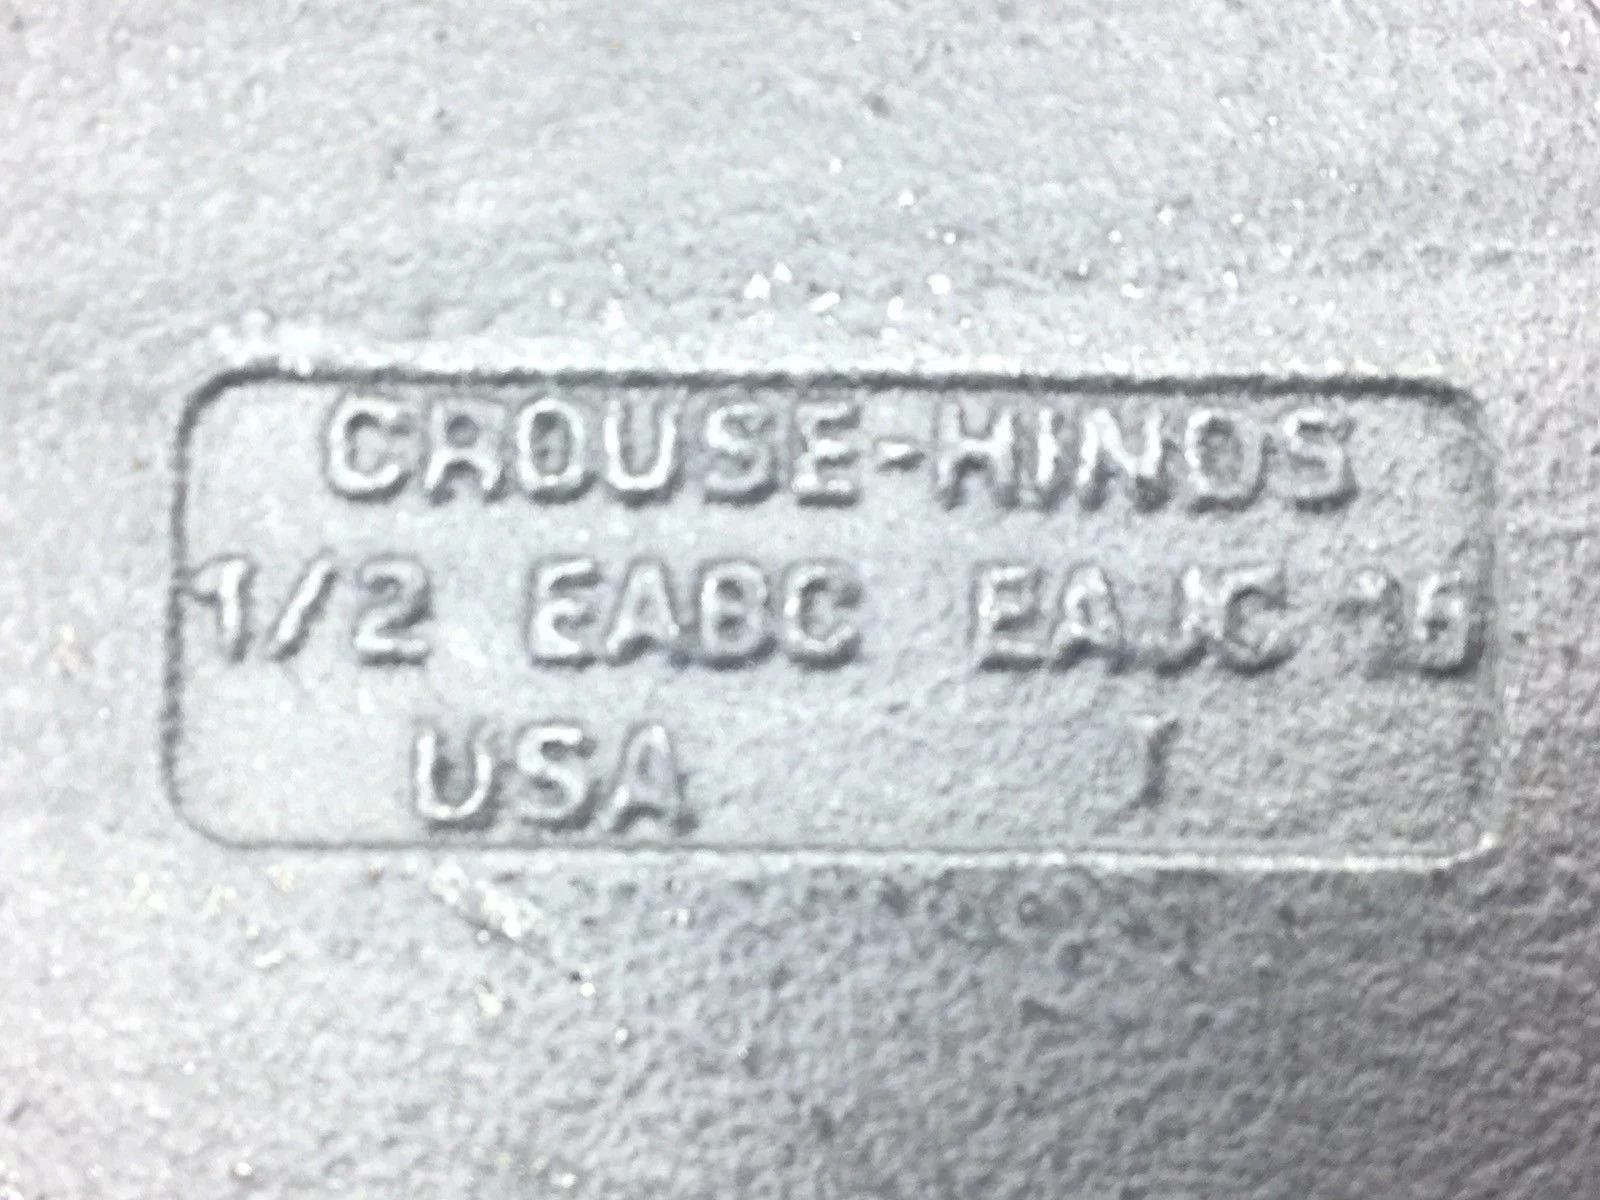 CROUSE-HINDS
1/2 EABC EAJC 16
USA I